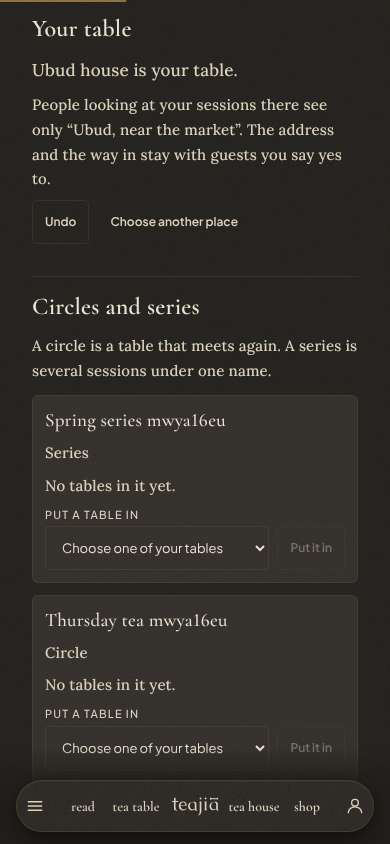 Your table
Ubud house is your table.
People looking at your sessions there see
only “Ubud, near the market”. The address
and the way in stay with guests you say yes
to.
Undo
Choose another place
Circles and series
A circle is a table that meets again. A series is
several sessions under one name.
Spring series mwya16eu
Series
No tables in it yet.
PUT A TABLE IN
Choose one of your tables
Put it in
Thursday tea mwya16eu
Circle
No tables in it yet.
PUT A TABLE IN
Choose one of your tables
Put it in
read
tea table
teajiā
tea house
shop